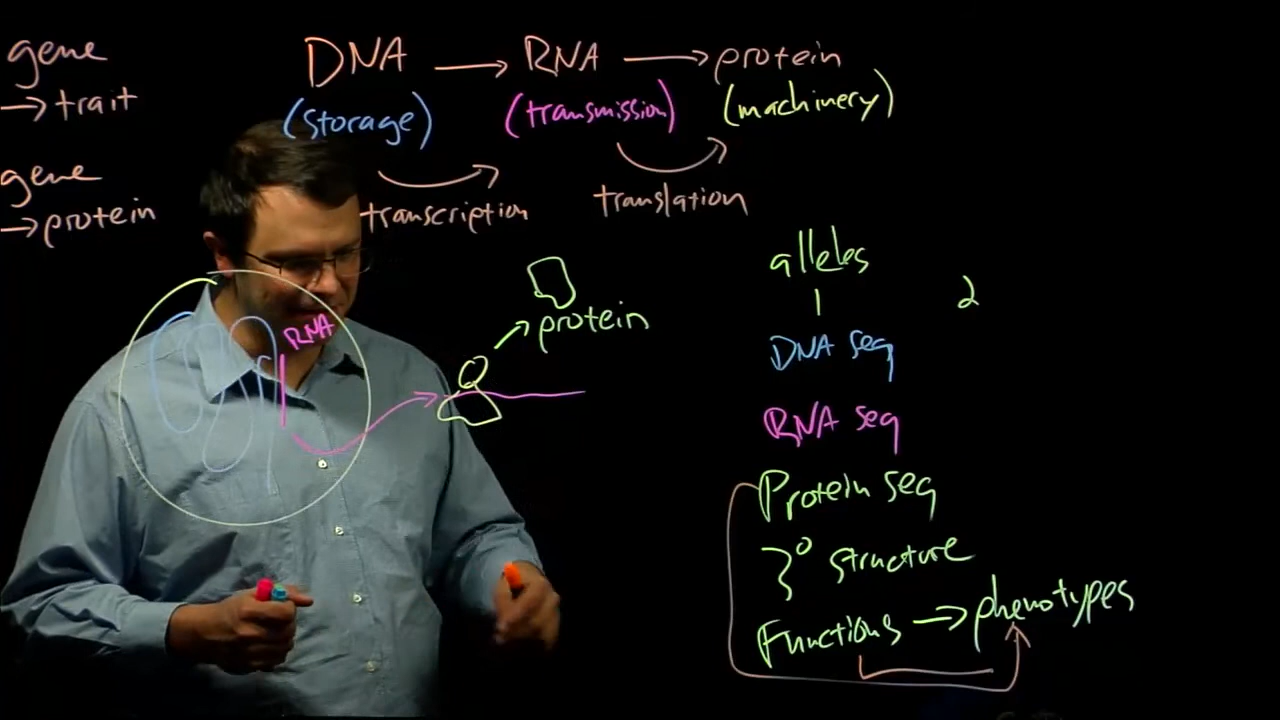 gene
→ trait
gene
→ protein
DNA → RNA → protein
(storage) (transmission) (machinery)
transcription
translation
RNA
protein
alleles
2
DNA seq
RNA seq
Protein seq
3° structure
Functions → phenotypes